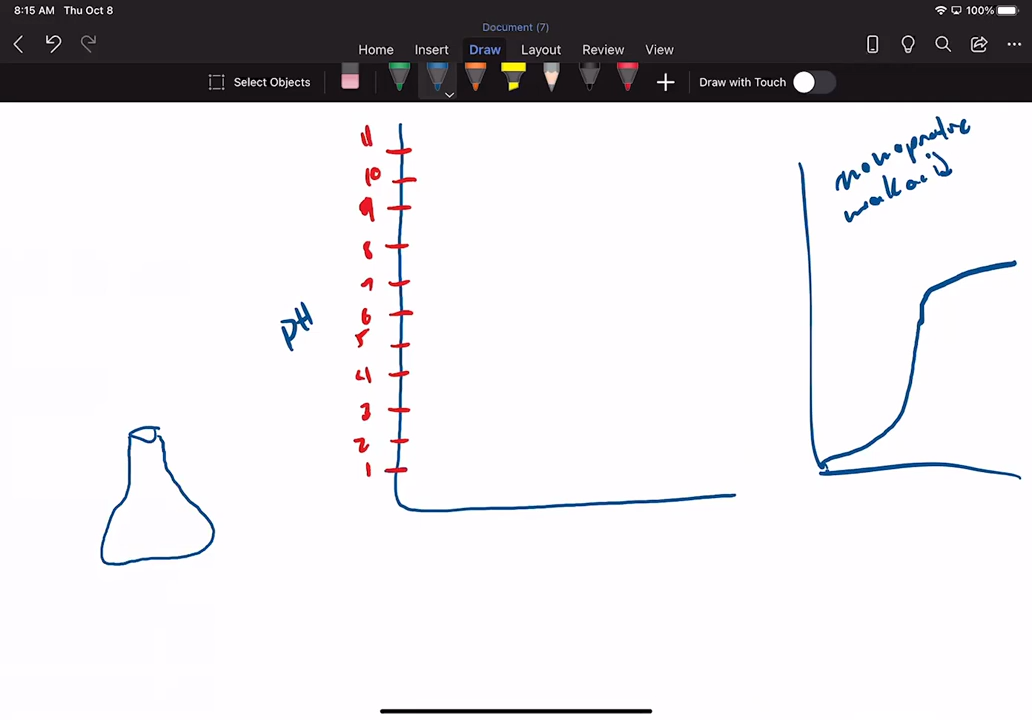 8:15 AM Thu Oct 8
100%
Document (7)
Home Insert Draw Layout Review View
Select Objects
Draw with Touch
11
10
9
8
7
6
5
4
3
2
1
pH
monoprotic
weak acid